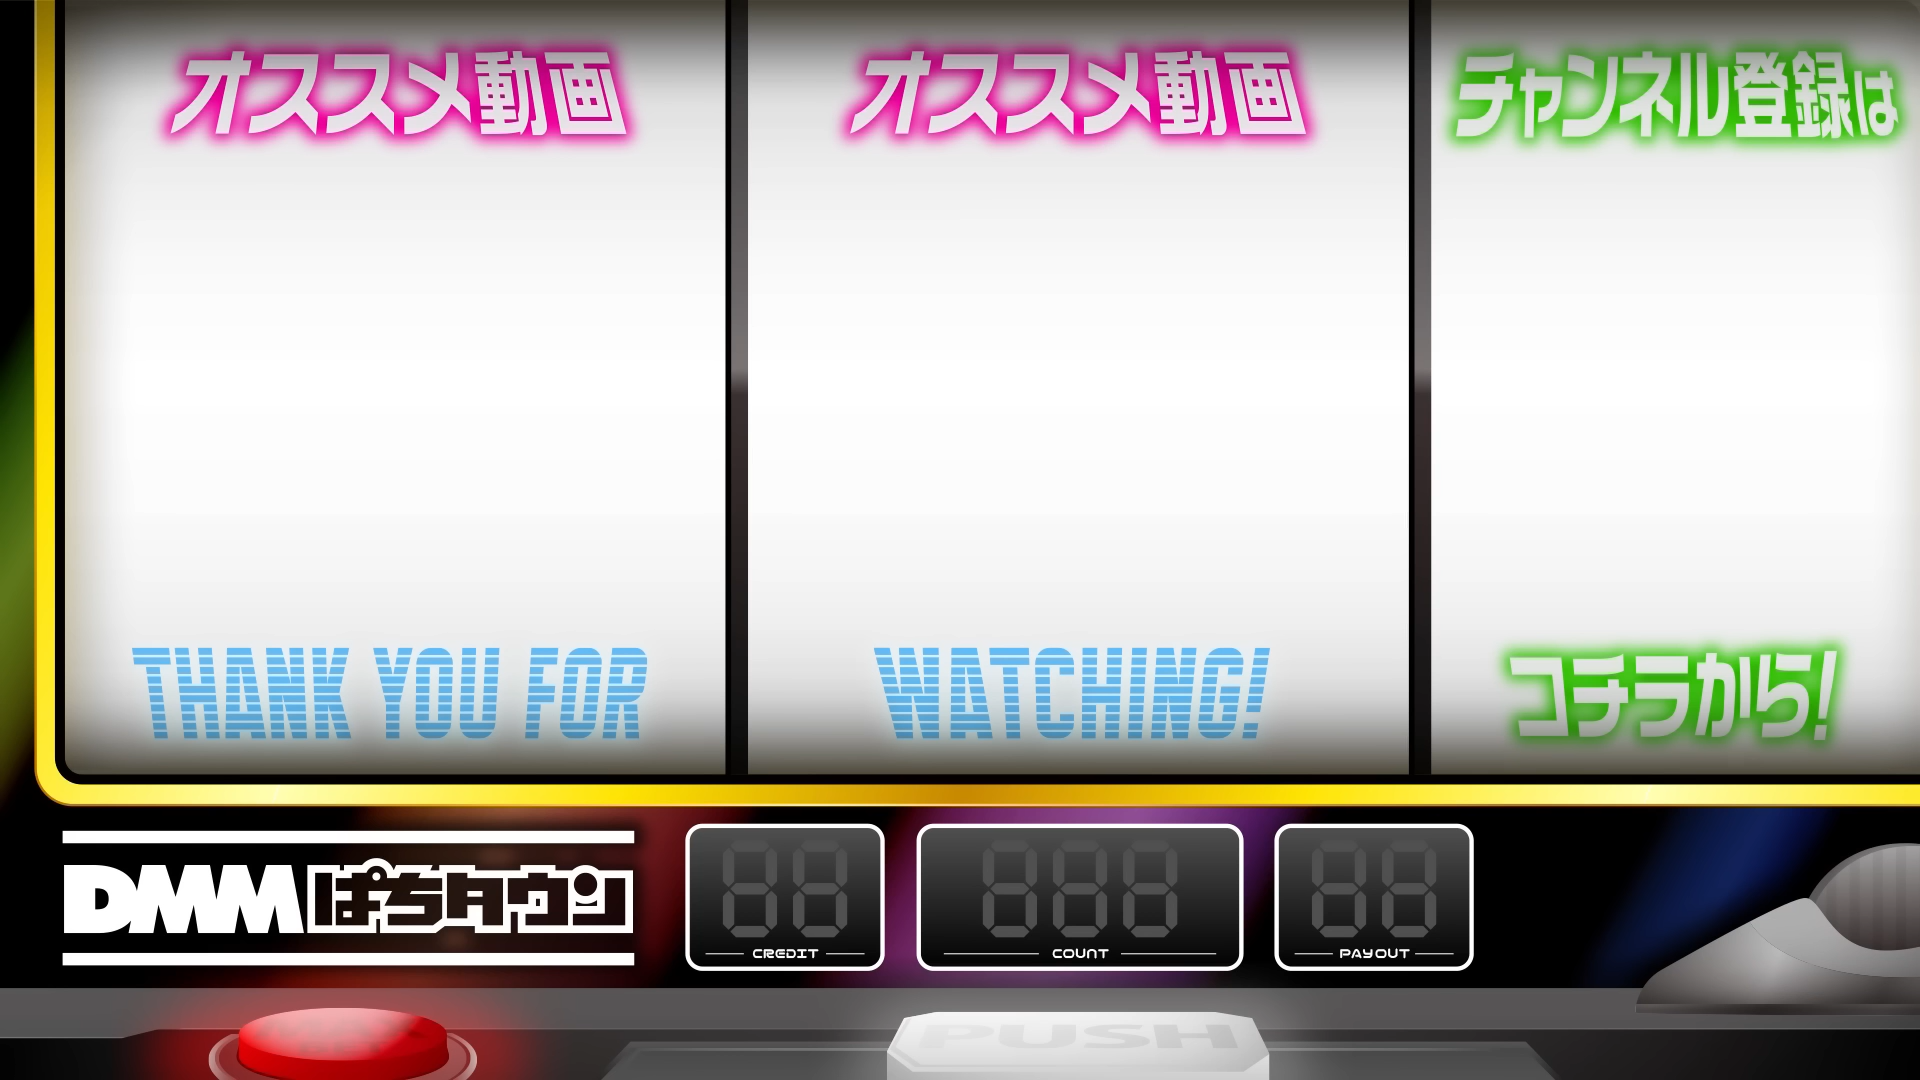 オススメ動画
オススメ動画
チャンネル登録は
THANK YOU FOR
WATCHING!
コチラから!
DMMぱちタウン
CREDIT
COUNT
PAYOUT
PUSH